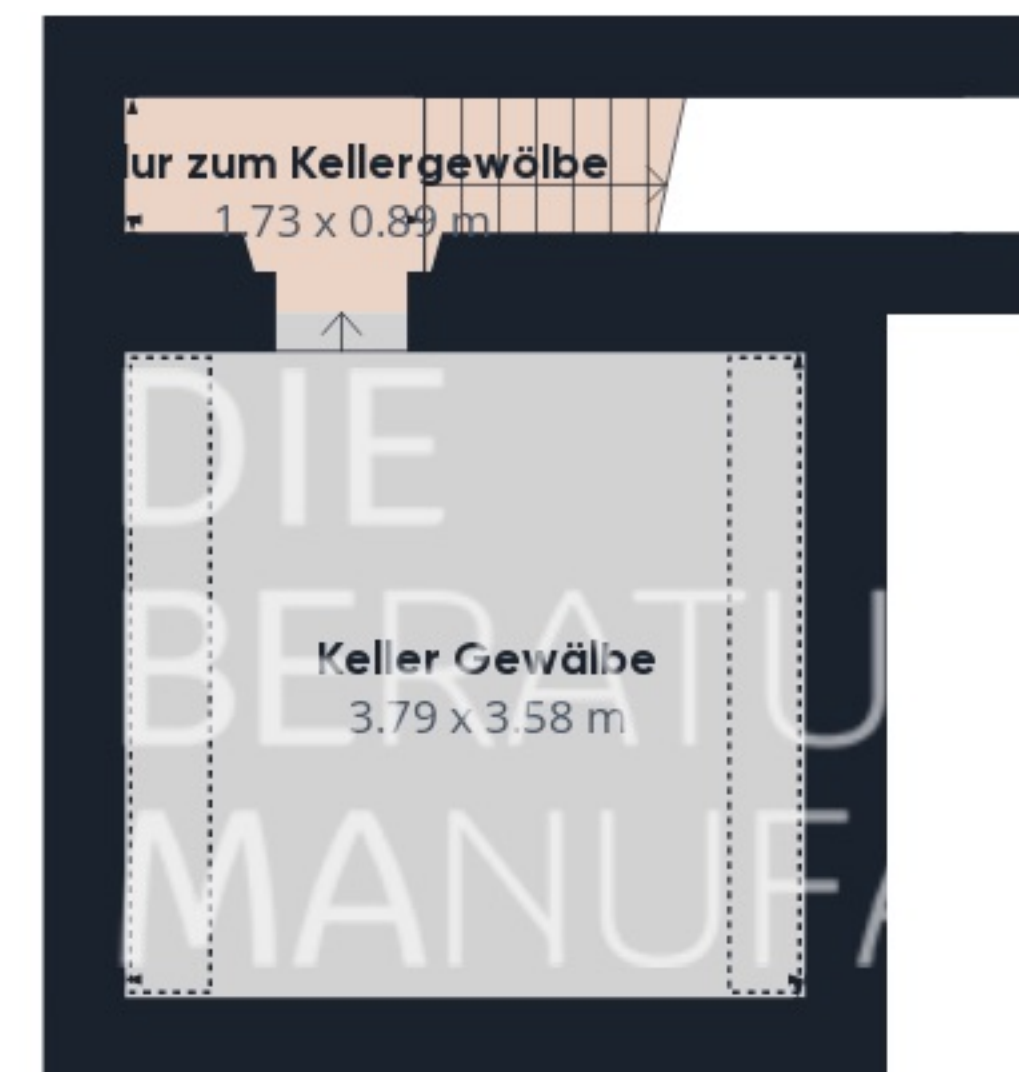 lur zum Kellergewölbe
1.73 x 0.89 m
DIE
BERATU
Keller Gewälbe
3.79 x 3.58 m
MANUFA